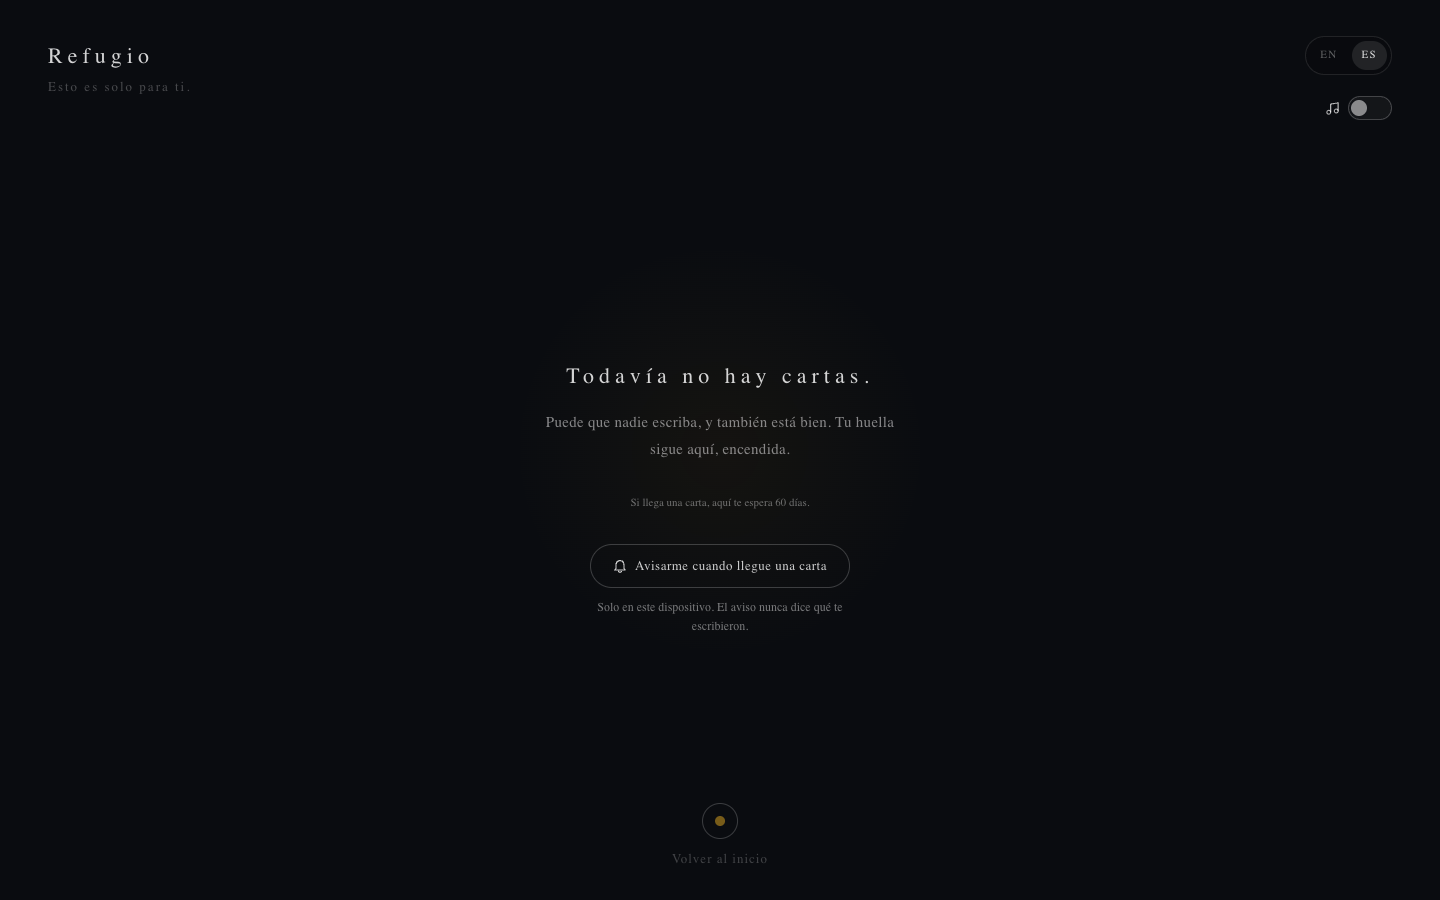 Refugio
Esto es solo para ti.
EN ES
Todavía no hay cartas.
Puede que nadie escriba, y también está bien. Tu huella
sigue aquí, encendida.
Si llega una carta, aquí te espera 60 días.
Avisarme cuando llegue una carta
Solo en este dispositivo. El aviso nunca dice qué te
escribieron.
Volver al inicio